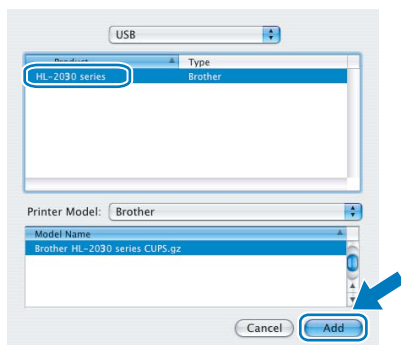 USB
Product Type
HL-2030 series Brother
Printer Model: Brother
Model Name
Brother HL-2030 series CUPS.gz
Cancel Add